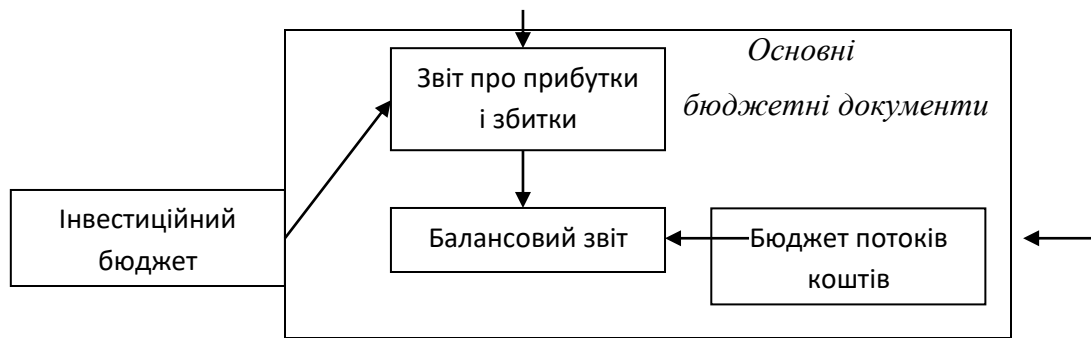 Основні
бюджетні документи
Звіт про прибутки
і збитки
Інвестиційний
бюджет
Балансовий звіт
Бюджет потоків
коштів